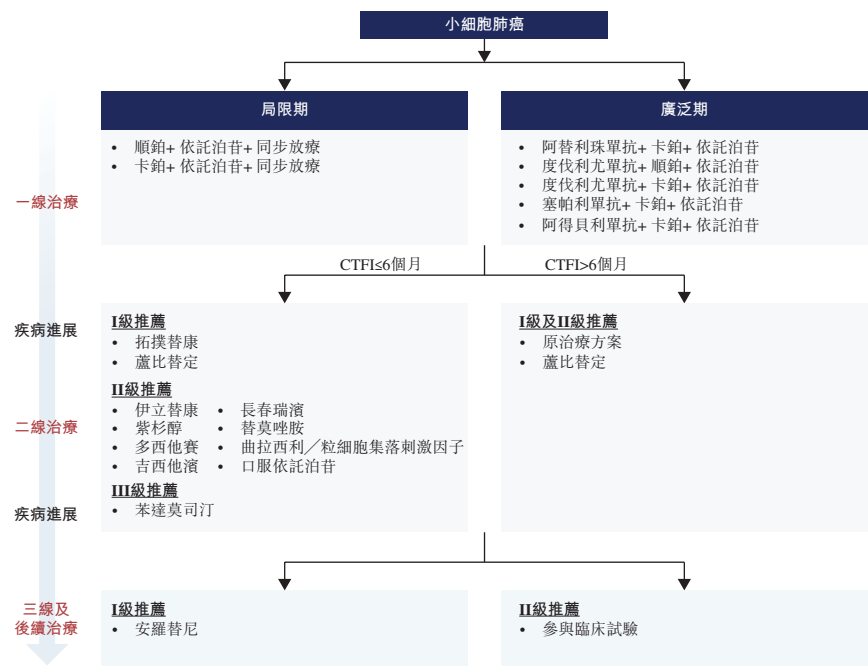 小細胞肺癌
局限期
廣泛期
一線治療
• 順鉑+ 依託泊苷+ 同步放療
• 卡鉑+ 依託泊苷+ 同步放療
• 阿替利珠單抗+ 卡鉑+ 依託泊苷
• 度伐利尤單抗+ 順鉑+ 依託泊苷
• 度伐利尤單抗+ 卡鉑+ 依託泊苷
• 塞帕利單抗+ 卡鉑+ 依託泊苷
• 阿得貝利單抗+ 卡鉑+ 依託泊苷
CTFI≤6個月
CTFI>6個月
疾病進展
I級推薦
• 拓撲替康
• 蘆比替定
二線治療
II級推薦
• 伊立替康 • 長春瑞濱
• 紫杉醇 • 替莫唑胺
• 多西他賽 • 曲拉西利／粒細胞集落刺激因子
• 吉西他濱 • 口服依託泊苷
疾病進展
III級推薦
• 苯達莫司汀
I級及II級推薦
• 原治療方案
• 蘆比替定
三線及
後續治療
I級推薦
• 安羅替尼
II級推薦
• 參與臨床試驗